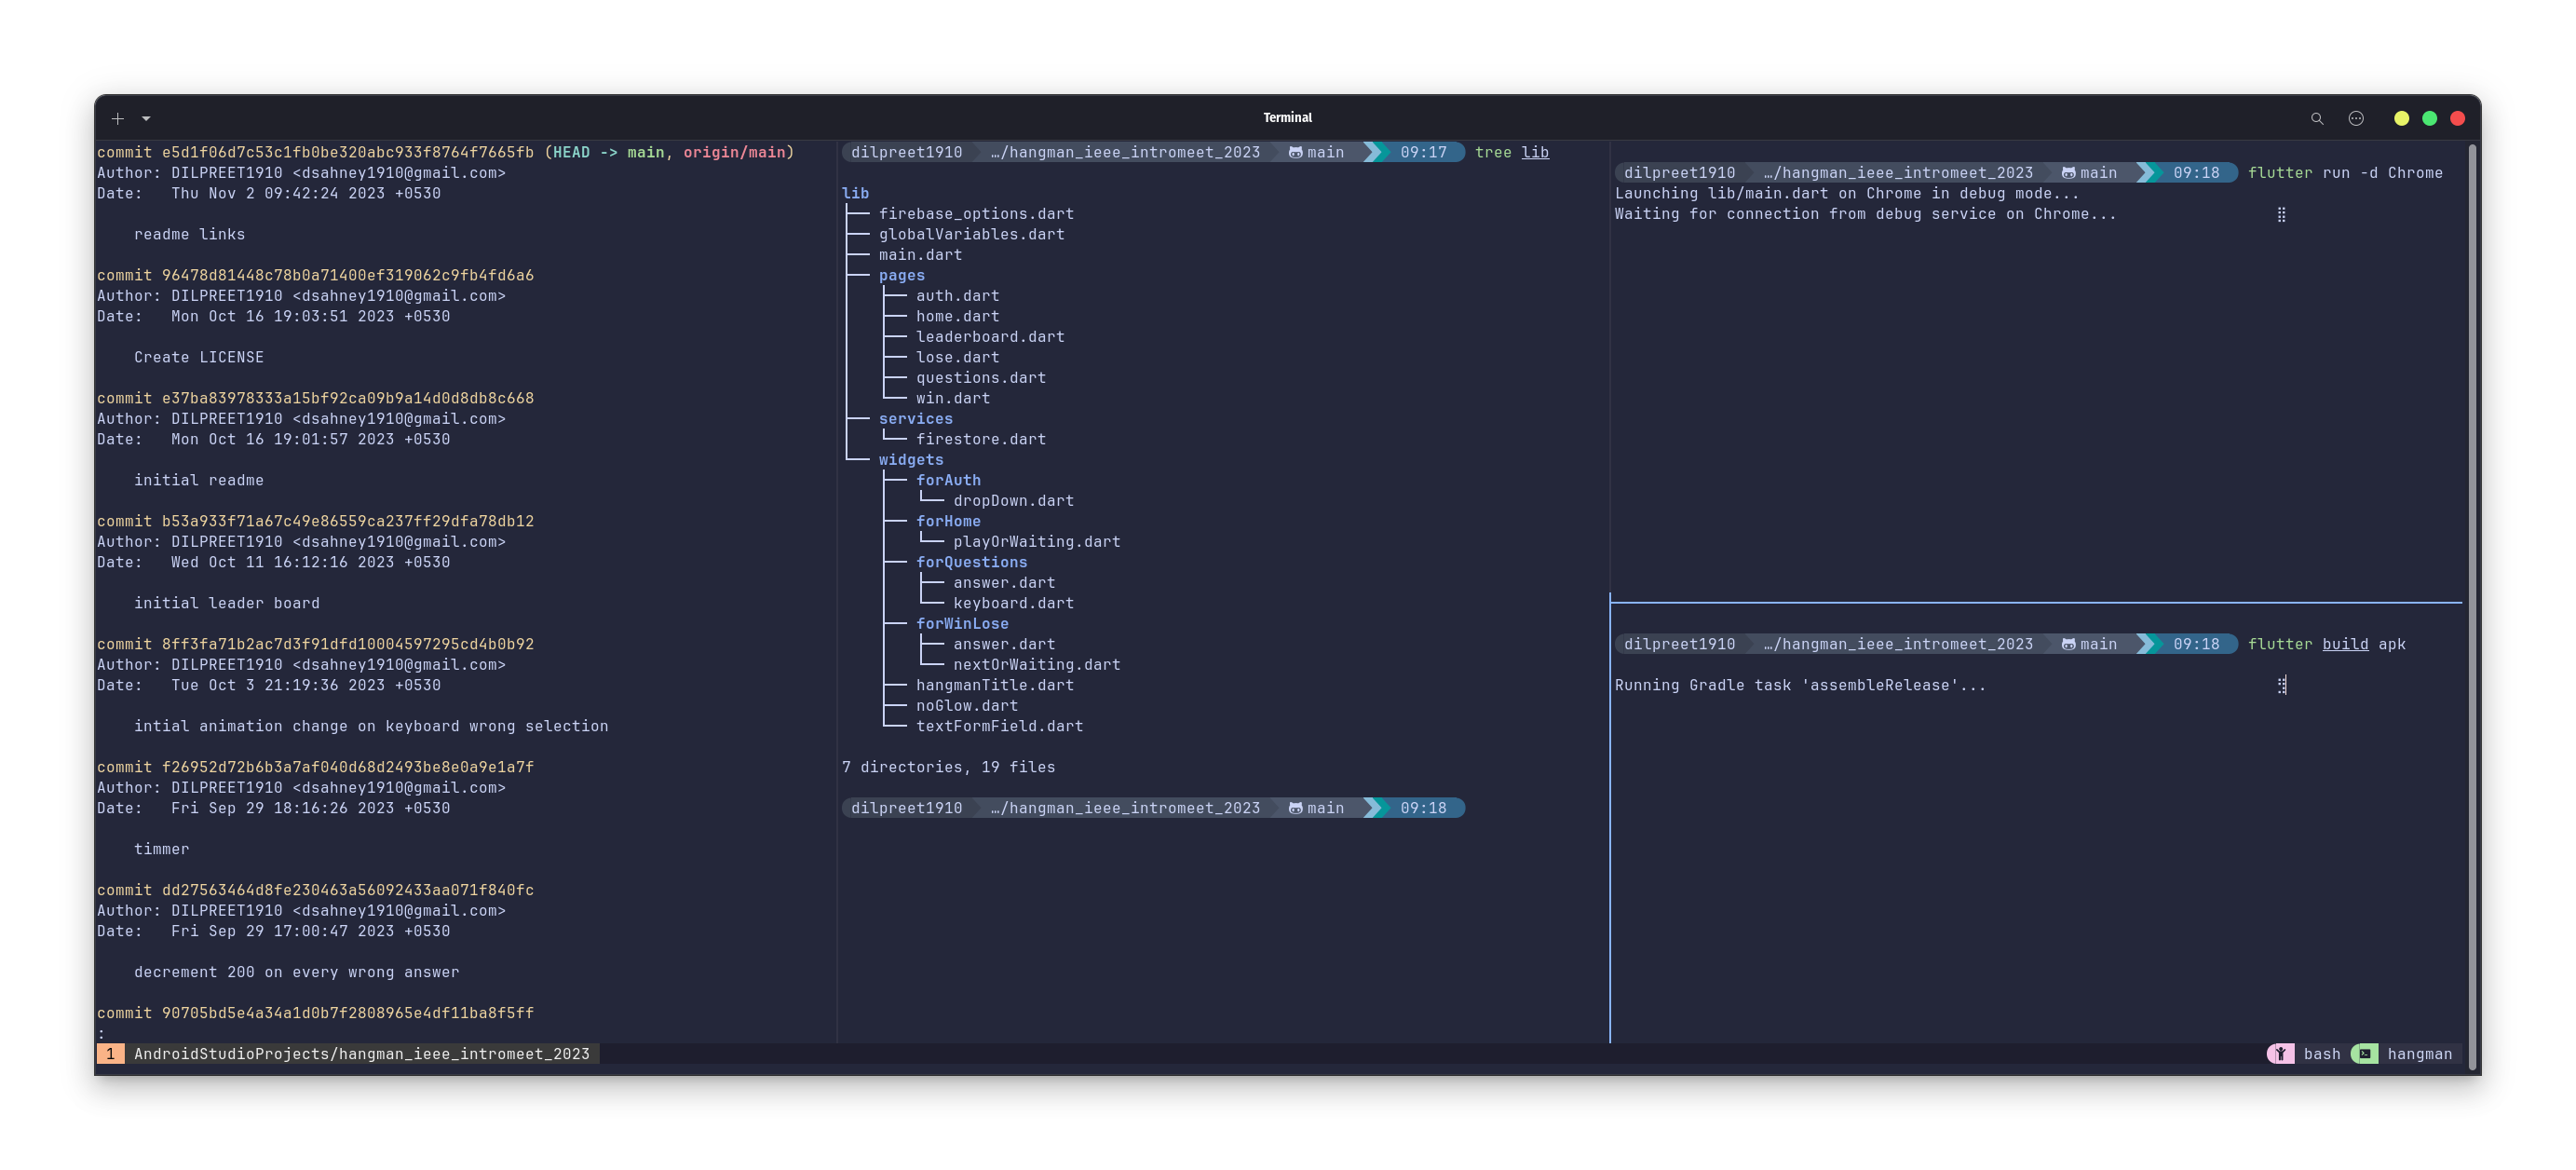 Terminal
commit e5d1f06d7c53c1fb0be320abc933f8764f7665fb (HEAD -> main, origin/main)
Author: DILPREET1910 <dsahney1910@gmail.com>
Date:   Thu Nov 2 09:42:24 2023 +0530
readme links
commit 96478d81448c78b0a71400ef319062c9fb4fd6a6
Author: DILPREET1910 <dsahney1910@gmail.com>
Date:   Mon Oct 16 19:03:51 2023 +0530
Create LICENSE
commit e37ba83978333a15bf92ca09b9a14d0d8db8c668
Author: DILPREET1910 <dsahney1910@gmail.com>
Date:   Mon Oct 16 19:01:57 2023 +0530
initial readme
commit b53a933f71a67c49e86559ca237ff29dfa78db12
Author: DILPREET1910 <dsahney1910@gmail.com>
Date:   Wed Oct 11 16:12:16 2023 +0530
initial leader board
commit 8ff3fa71b2ac7d3f91dfd10004597295cd4b0b92
Author: DILPREET1910 <dsahney1910@gmail.com>
Date:   Tue Oct 3 21:19:36 2023 +0530
intial animation change on keyboard wrong selection
commit f26952d72b6b3a7af040d68d2493be8e0a9e1a7f
Author: DILPREET1910 <dsahney1910@gmail.com>
Date:   Fri Sep 29 18:16:26 2023 +0530
timmer
commit dd27563464d8fe230463a56092433aa071f840fc
Author: DILPREET1910 <dsahney1910@gmail.com>
Date:   Fri Sep 29 17:00:47 2023 +0530
decrement 200 on every wrong answer
commit 90705bd5e4a34a1d0b7f2808965e4df11ba8f5ff
:
dilpreet1910 …/hangman_ieee_intromeet_2023 main 09:17 tree lib
lib
├── firebase_options.dart
├── globalVariables.dart
├── main.dart
├── pages
│   ├── auth.dart
│   ├── home.dart
│   ├── leaderboard.dart
│   ├── lose.dart
│   ├── questions.dart
│   └── win.dart
├── services
│   └── firestore.dart
└── widgets
    ├── forAuth
    │   └── dropDown.dart
    ├── forHome
    │   └── playOrWaiting.dart
    ├── forQuestions
    │   ├── answer.dart
    │   └── keyboard.dart
    ├── forWinLose
    │   ├── answer.dart
    │   └── nextOrWaiting.dart
    ├── hangmanTitle.dart
    ├── noGlow.dart
    └── textFormField.dart
7 directories, 19 files
dilpreet1910 …/hangman_ieee_intromeet_2023 main 09:18
dilpreet1910 …/hangman_ieee_intromeet_2023 main 09:18 flutter run -d Chrome
Launching lib/main.dart on Chrome in debug mode...
Waiting for connection from debug service on Chrome...
dilpreet1910 …/hangman_ieee_intromeet_2023 main 09:18 flutter build apk
Running Gradle task 'assembleRelease'...
1 AndroidStudioProjects/hangman_ieee_intromeet_2023
bash hangman